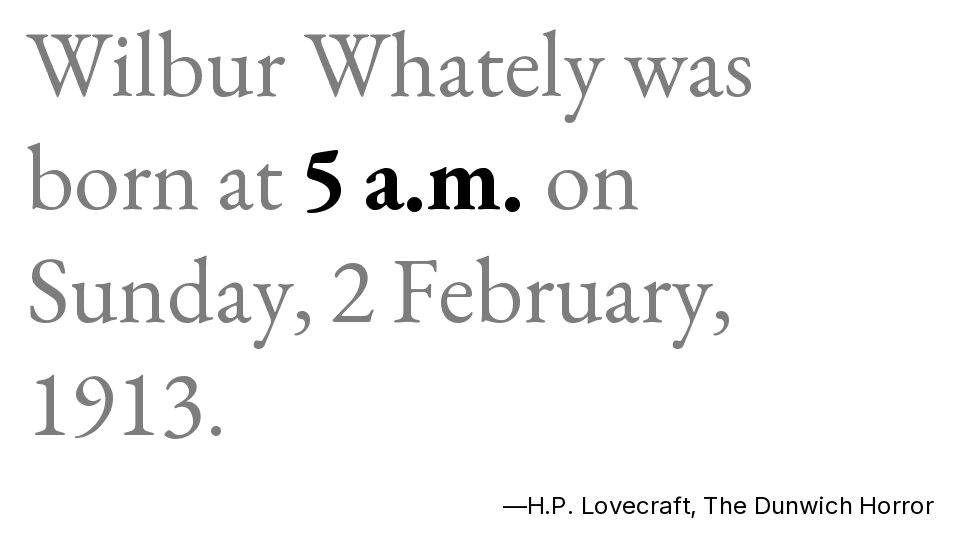 Wilbur Whately was
born at 5 a.m. on
Sunday, 2 February,
1913.
—H.P. Lovecraft, The Dunwich Horror